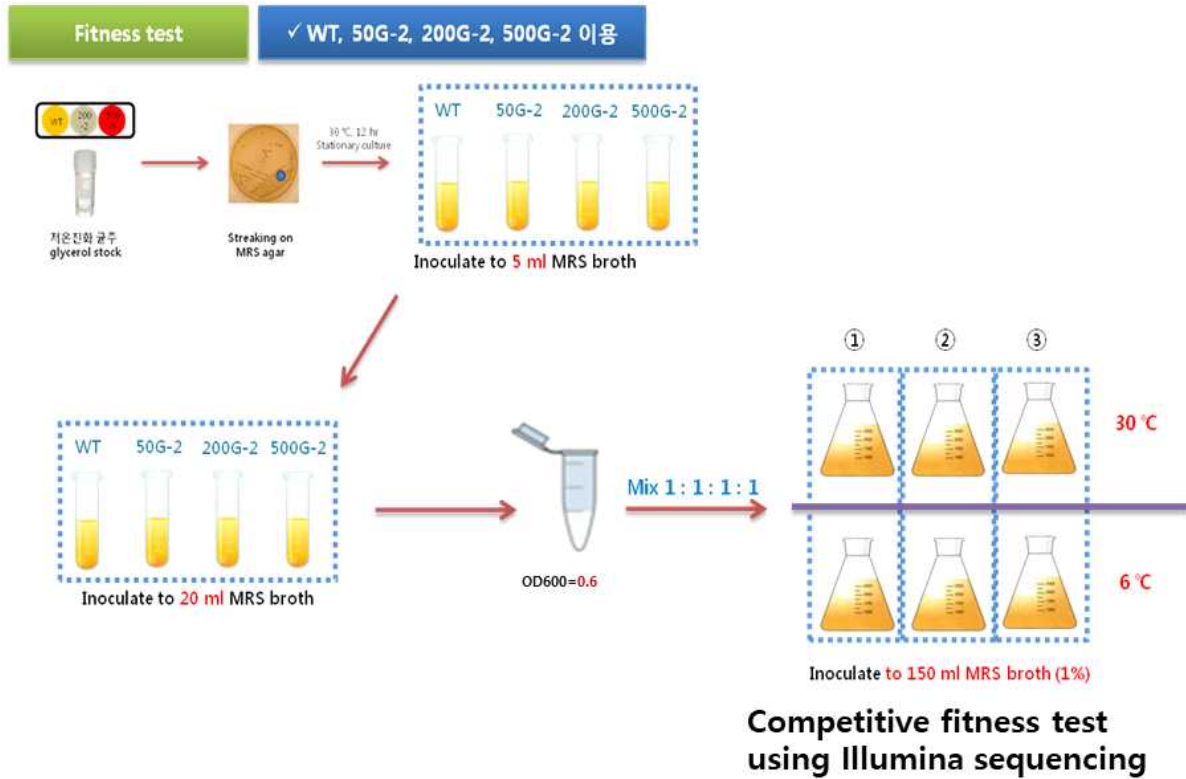 Fitness test
✓ WT, 50G-2, 200G-2, 500G-2 이용
WT
200
-2
저온진화 균주
glycerol stock
Streaking on
MRS agar
30 ℃, 12 hr
Stationary culture
WT 50G-2 200G-2 500G-2
Inoculate to 5 ml MRS broth
WT 50G-2 200G-2 500G-2
Inoculate to 20 ml MRS broth
OD600=0.6
Mix 1 : 1 : 1 : 1
① ② ③
30 ℃
6 ℃
Inoculate to 150 ml MRS broth (1%)
Competitive fitness test
using Illumina sequencing